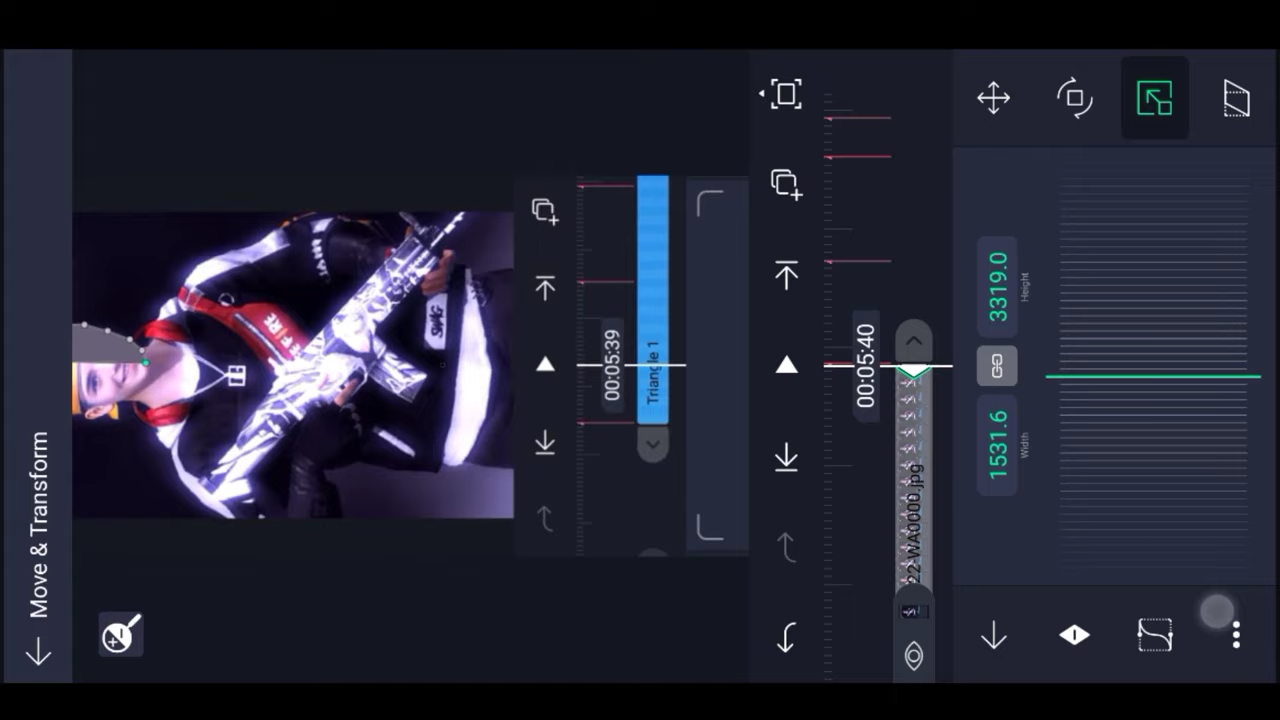 Move & Transform
00:05:39
Triangle 1
00:05:40
22-WA0000.jpg
1531.6
Width
3319.0
Height